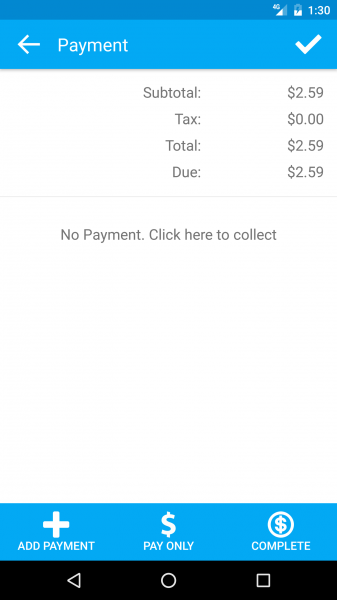 4G 1:30
Payment
Subtotal: $2.59
Tax: $0.00
Total: $2.59
Due: $2.59
No Payment. Click here to collect
ADD PAYMENT PAY ONLY COMPLETE